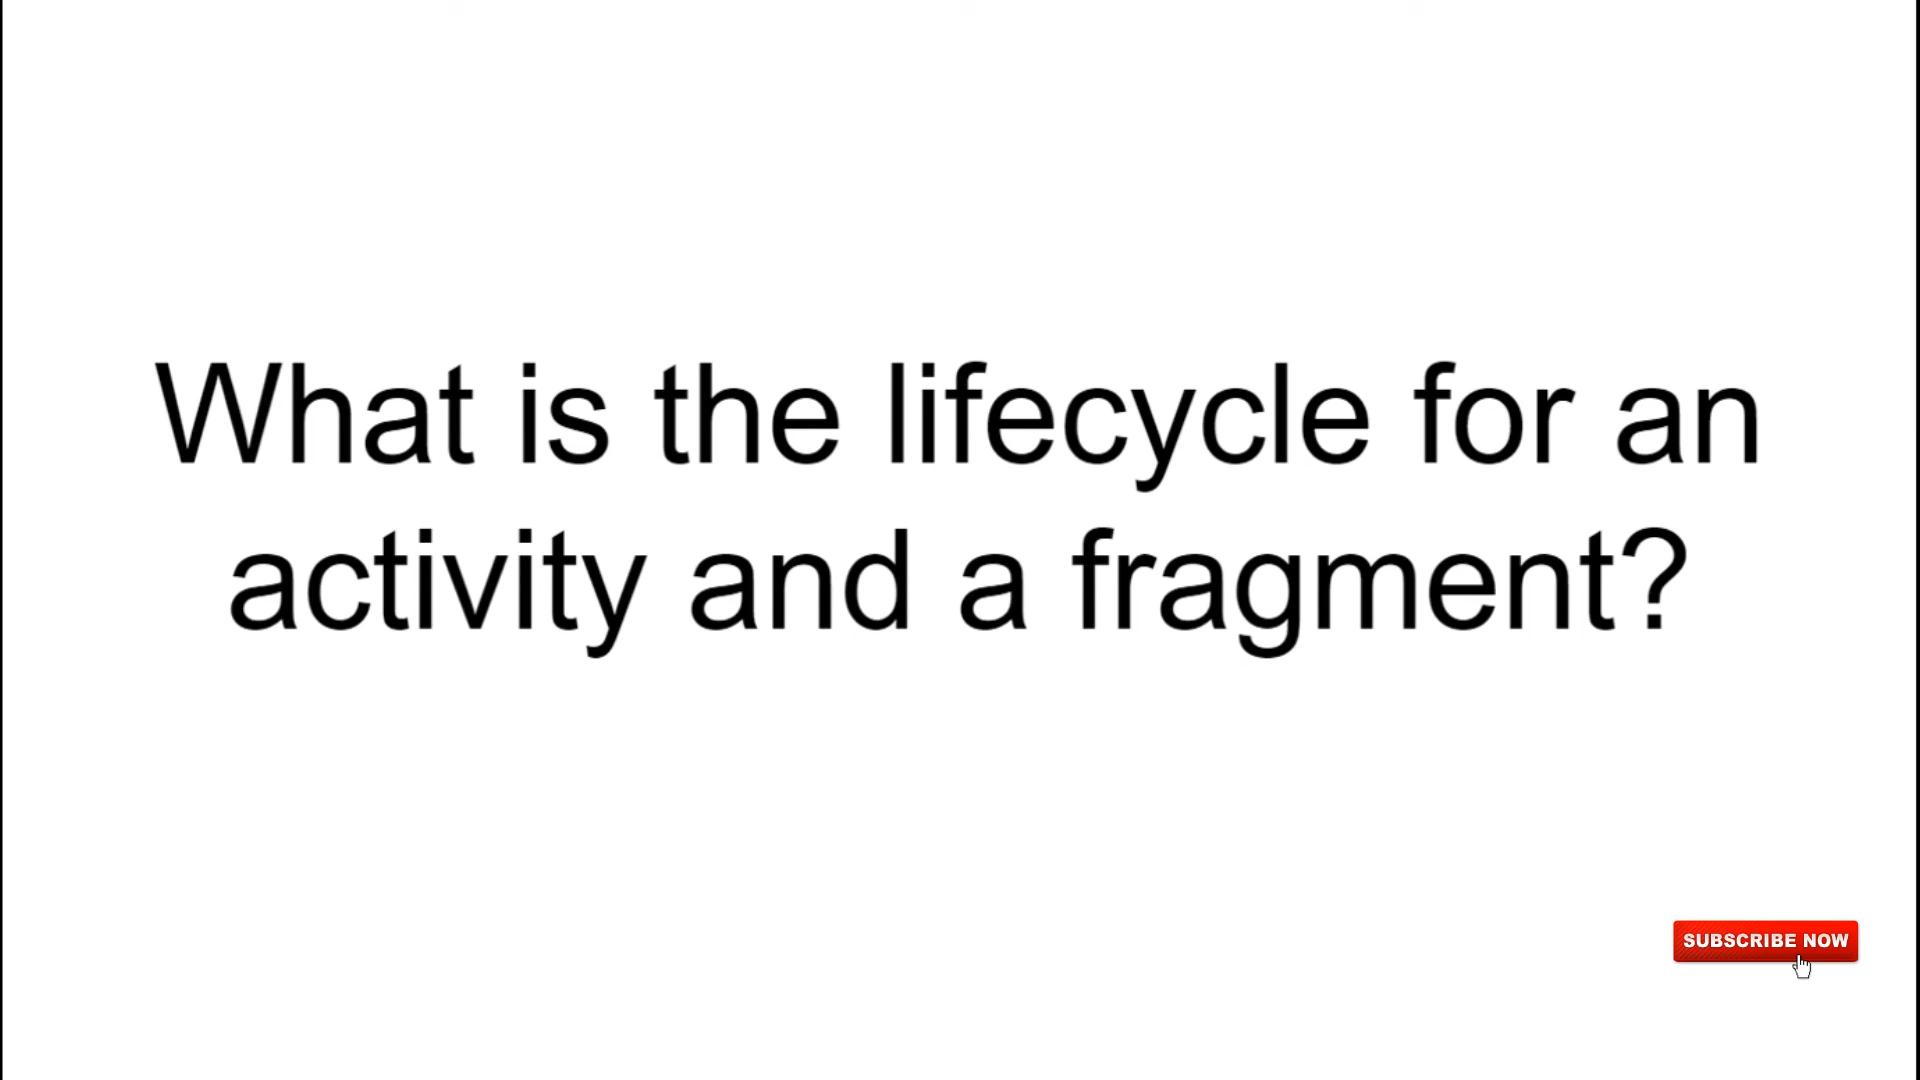 What is the lifecycle for an
activity and a fragment?
SUBSCRIBE NOW